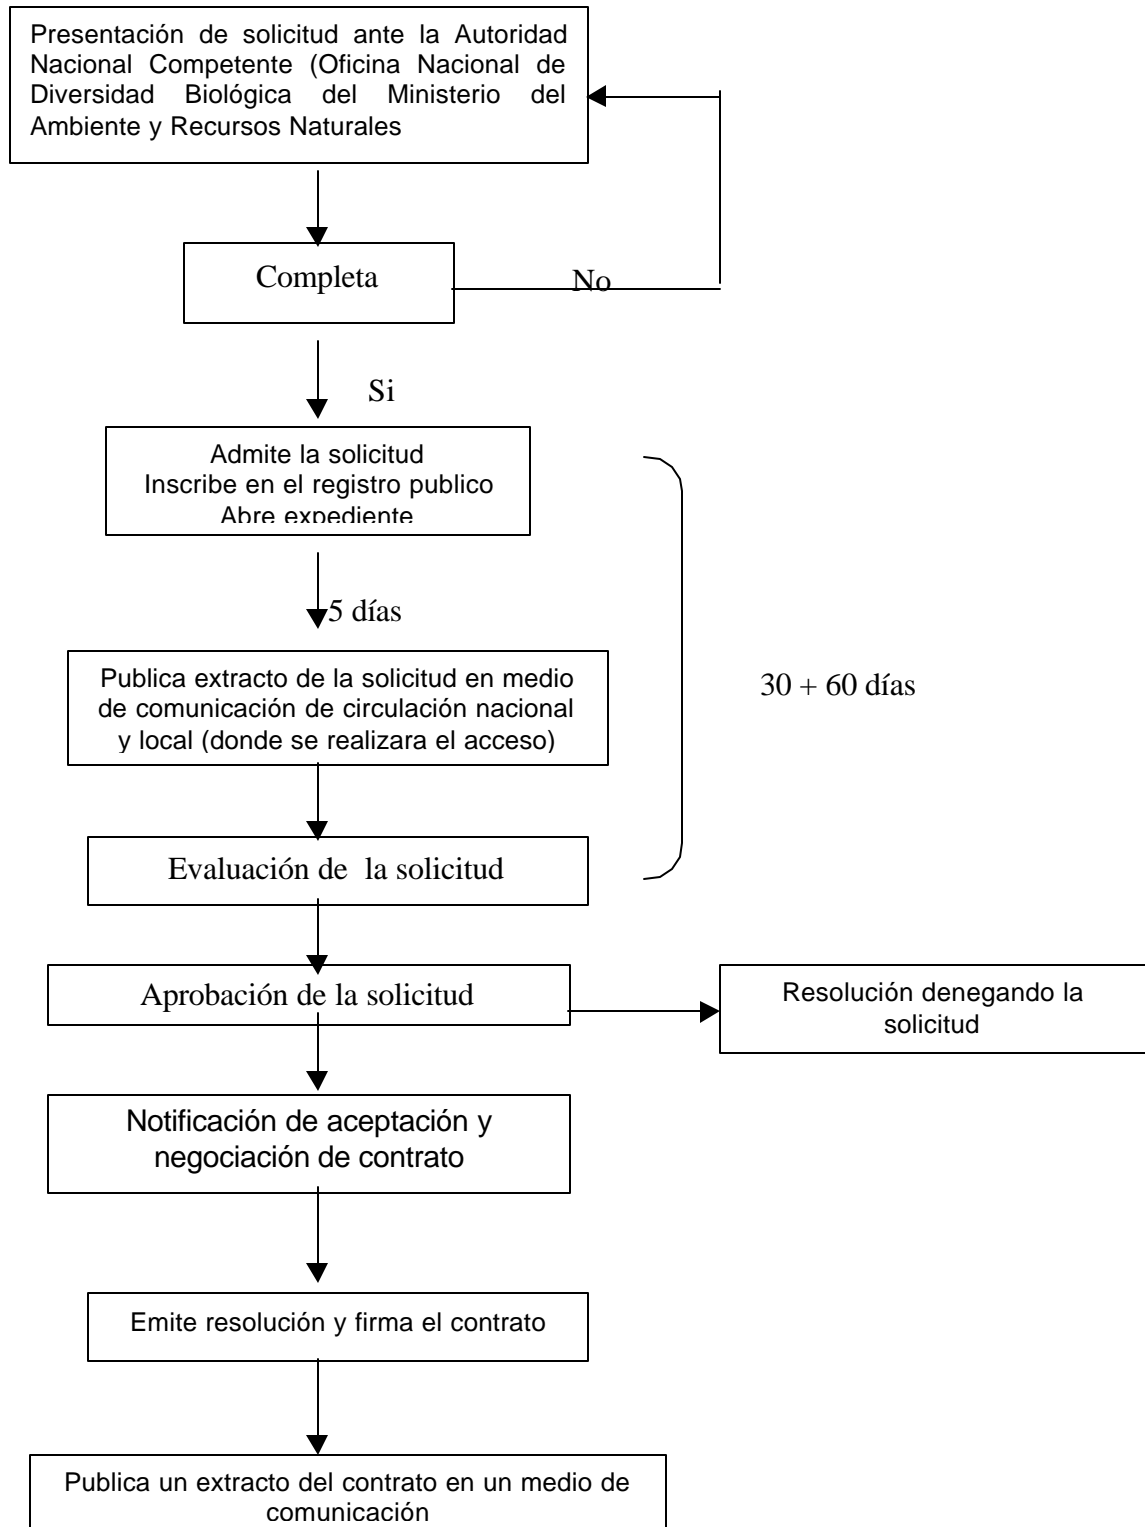 Presentación de solicitud ante la Autoridad
Nacional Competente (Oficina Nacional de
Diversidad Biológica del Ministerio del
Ambiente y Recursos Naturales
Completa
No
Si
Admite la solicitud
Inscribe en el registro publico
Abre expediente
5 días
Publica extracto de la solicitud en medio
de comunicación de circulación nacional
y local (donde se realizara el acceso)
30 + 60 días
Evaluación de la solicitud
Aprobación de la solicitud
Resolución denegando la
solicitud
Notificación de aceptación y
negociación de contrato
Emite resolución y firma el contrato
Publica un extracto del contrato en un medio de
comunicación